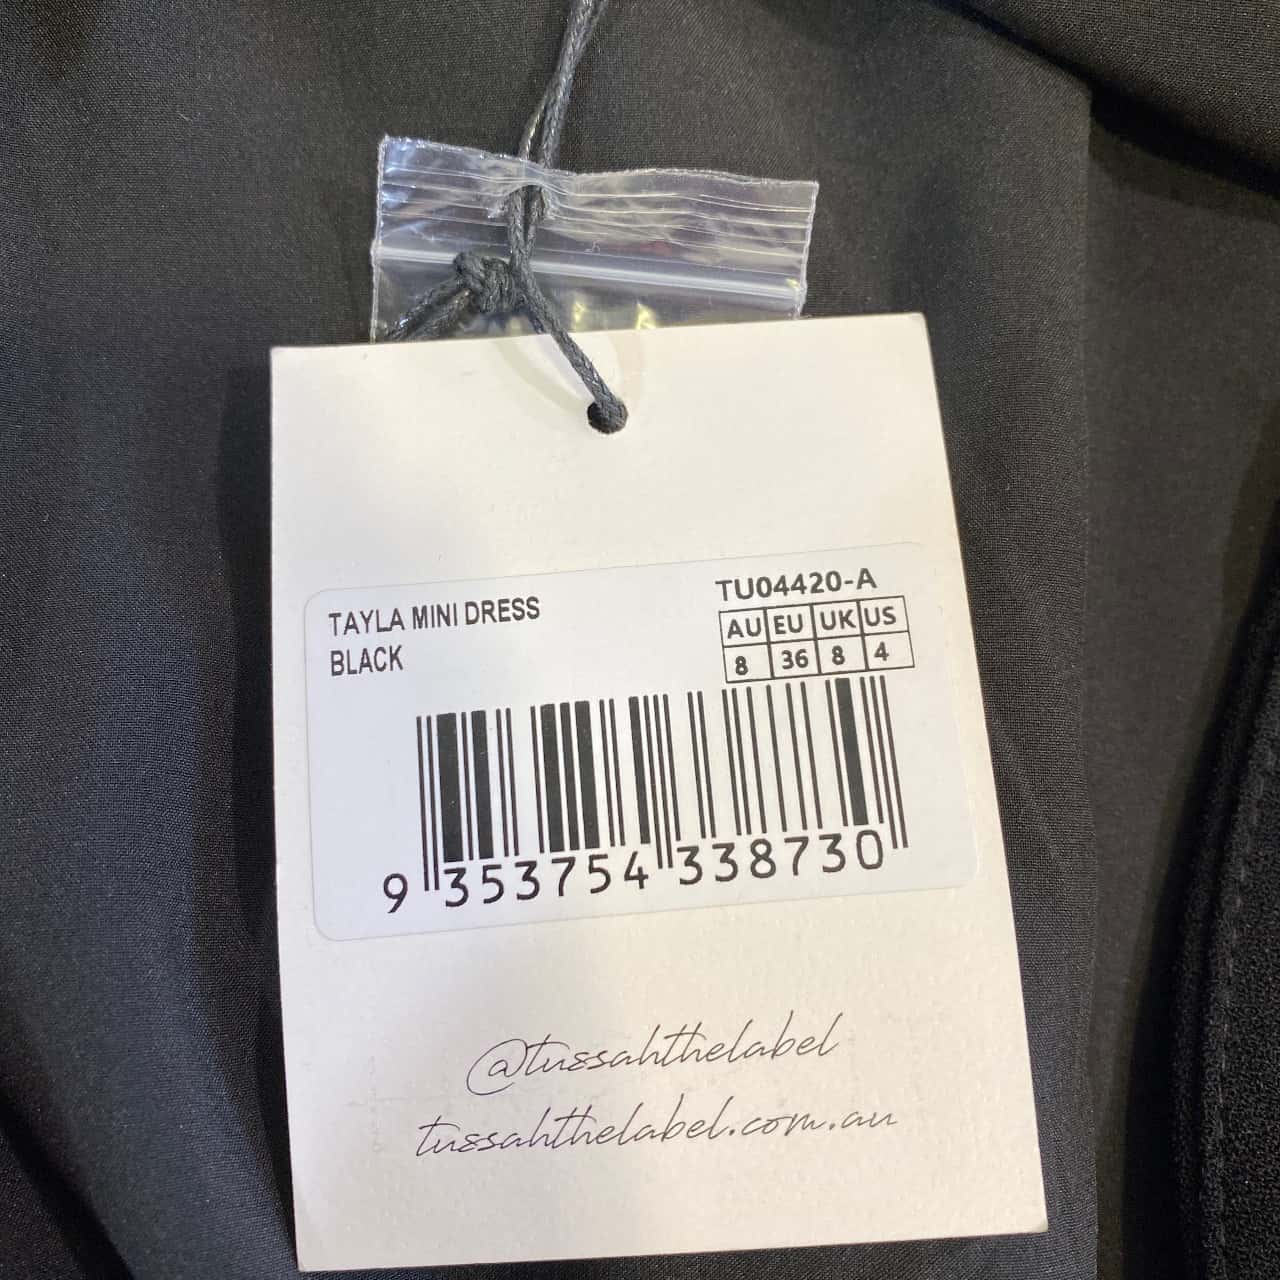 TAYLA MINI DRESS
BLACK
TU04420-A
AU EU UK US
8 36 8 4
9 353754 338730
@tussahthelabel
tussahthelabel.com.au